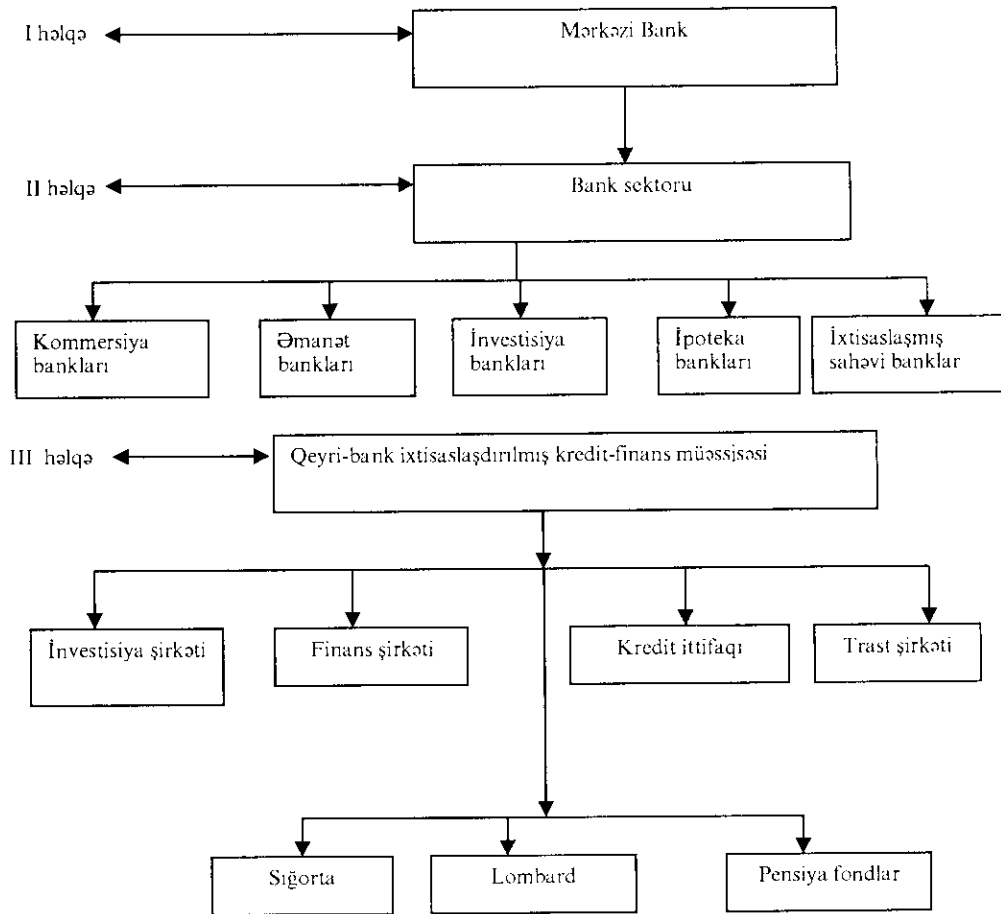 I həlqə
Mərkəzi Bank
II həlqə
Bank sektoru
Kommersiya
bankları
Əmanət
bankları
İnvestisiya
bankları
İpoteka
bankları
İxtisaslaşmış
sahəvi banklar
III həlqə
Qeyri-bank ixtisaslaşdırılmış kredit-finans müəssisəsi
İnvestisiya şirkəti
Finans şirkəti
Kredit ittifaqı
Trast şirkəti
Sığorta
Lombard
Pensiya fondlar